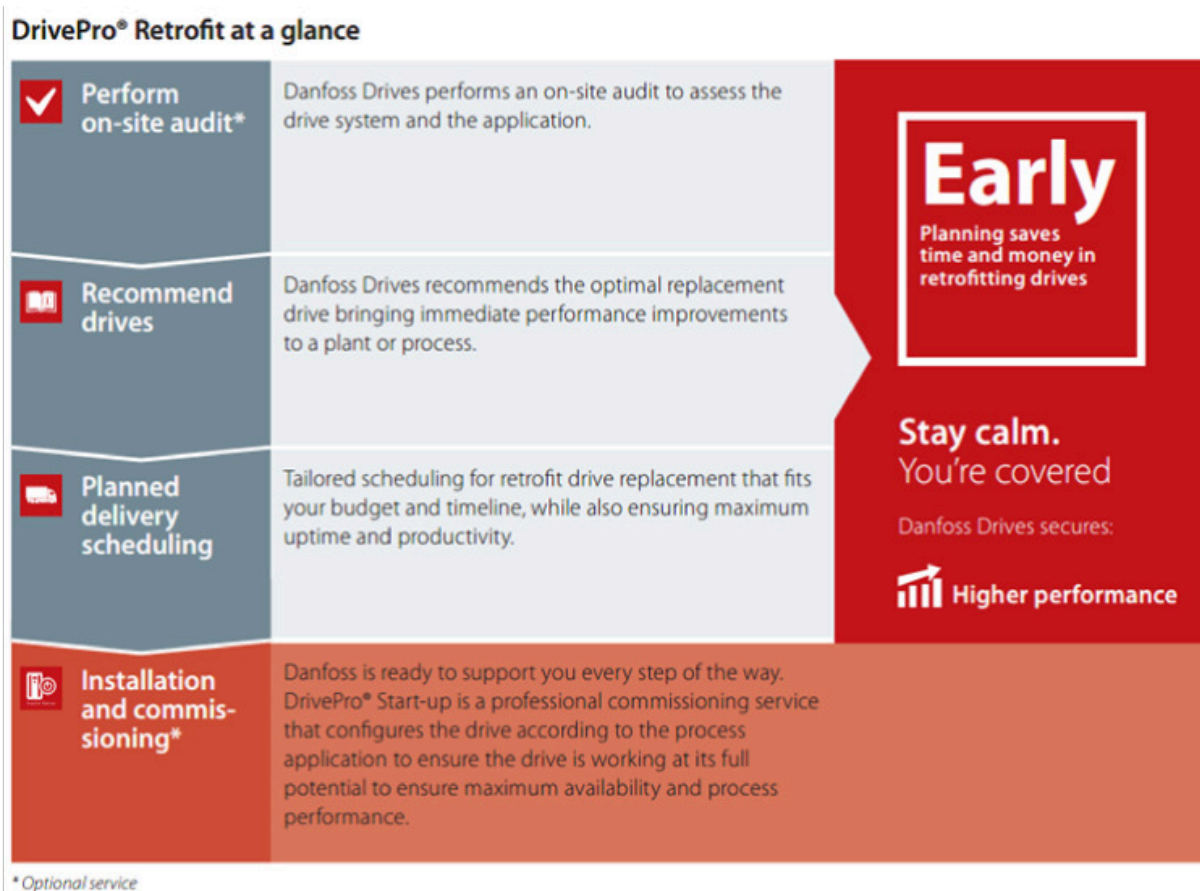 DrivePro® Retrofit at a glance
Perform
on-site audit*
Danfoss Drives performs an on-site audit to assess the
drive system and the application.
Recommend
drives
Danfoss Drives recommends the optimal replacement
drive bringing immediate performance improvements
to a plant or process.
Planned
delivery
scheduling
Tailored scheduling for retrofit drive replacement that fits
your budget and timeline, while also ensuring maximum
uptime and productivity.
Installation
and commis-
sioning*
Danfoss is ready to support you every step of the way.
DrivePro® Start-up is a professional commissioning service
that configures the drive according to the process
application to ensure the drive is working at its full
potential to ensure maximum availability and process
performance.
Early
Planning saves
time and money in
retrofitting drives
Stay calm.
You're covered
Danfoss Drives secures:
Higher performance
* Optional service